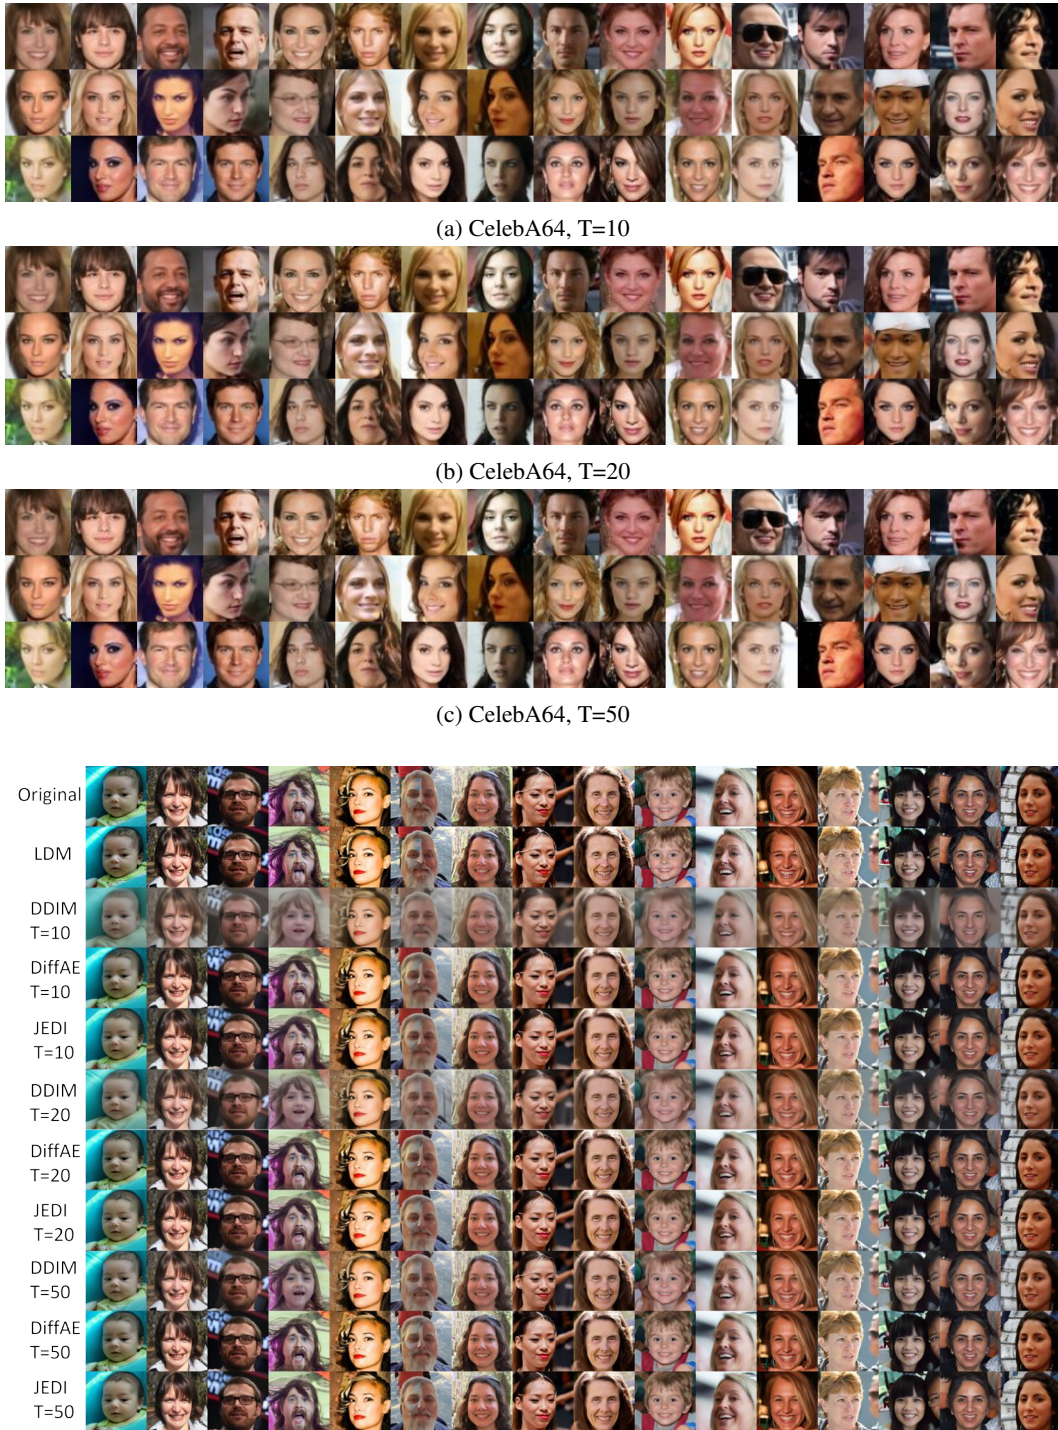 (a) CelebA64, T=10
(b) CelebA64, T=20
(c) CelebA64, T=50
Original
LDM
DDIM
T=10
DiffAE
T=10
JEDI
T=10
DDIM
T=20
DiffAE
T=20
JEDI
T=20
DDIM
T=50
DiffAE
T=50
JEDI
T=50